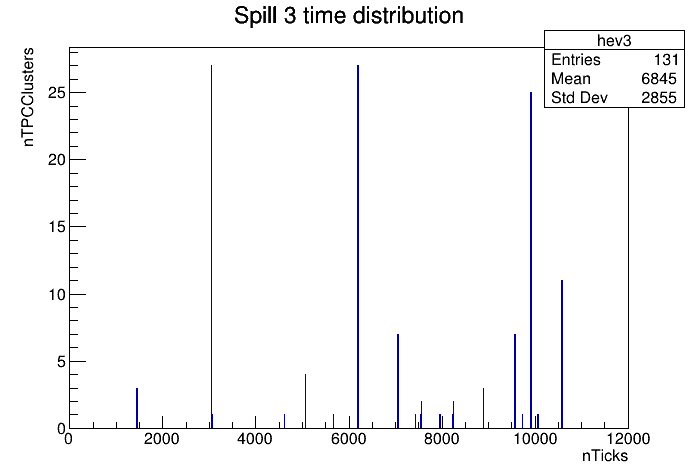 Spill 3 time distribution
hev3
Entries 131
Mean 6845
Std Dev 2855
nTPCClusters
25
20
15
10
5
0
0 2000 4000 6000 8000 10000 12000
nTicks